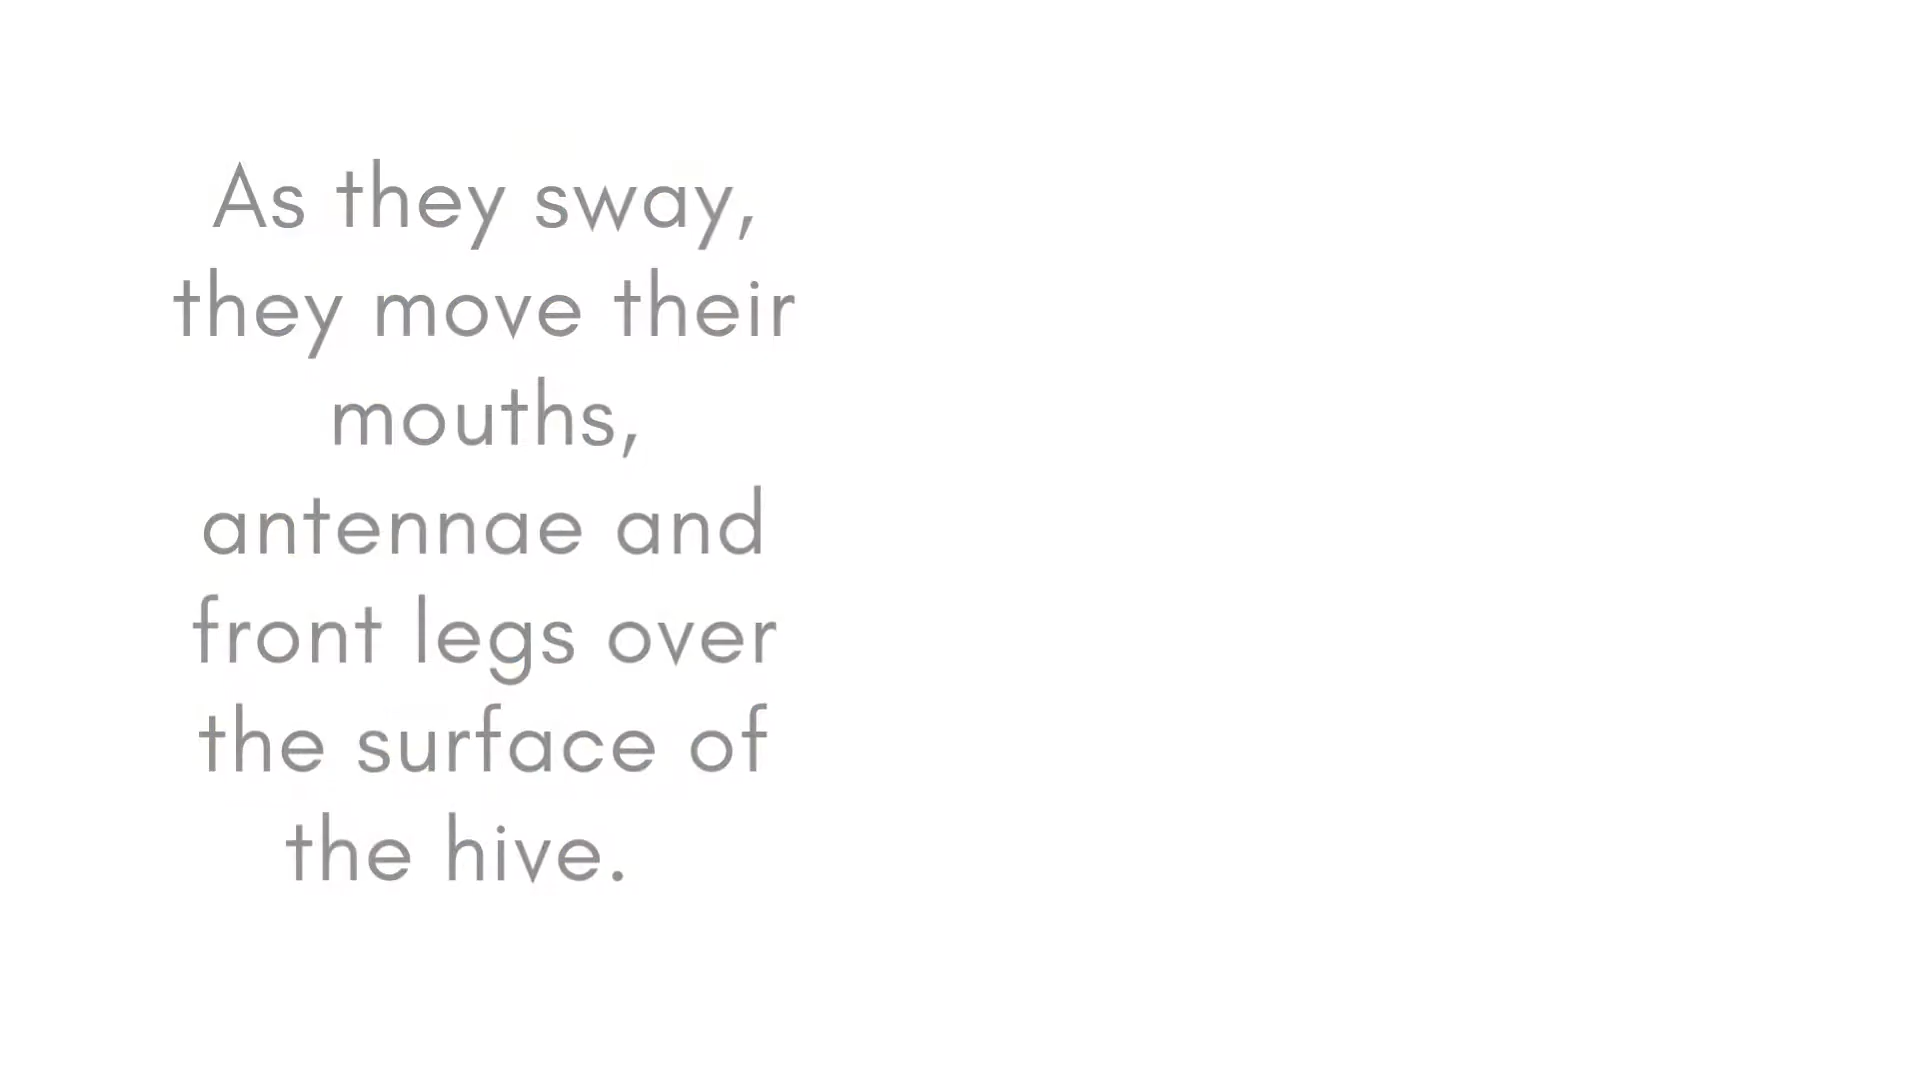 As they sway,
they move their
mouths,
antennae and
front legs over
the surface of
the hive.